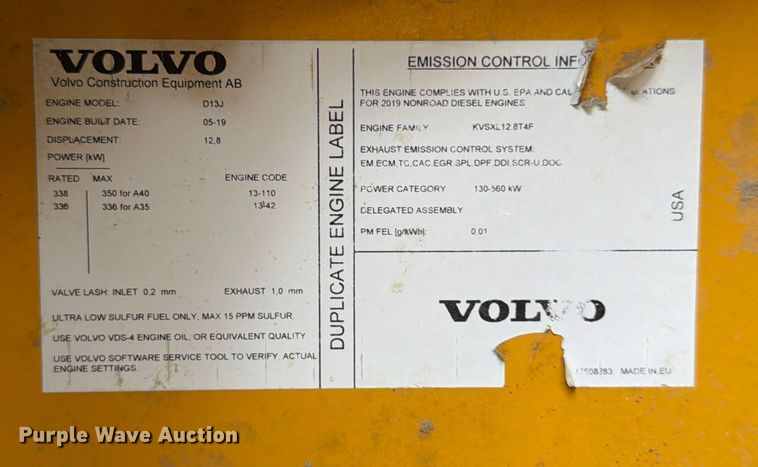 VOLVO
Volvo Construction Equipment AB
ENGINE MODEL: D13J
ENGINE BUILT DATE: 05-19
DISPLACEMENT: 12,8
POWER [kW]
RATED MAX ENGINE CODE
338 350 for A40 13-110
336 336 for A35 13-42
VALVE LASH: INLET 0,2 mm EXHAUST 1,0 mm
ULTRA LOW SULFUR FUEL ONLY, MAX 15 PPM SULFUR
USE VOLVO VDS-4 ENGINE OIL, OR EQUIVALENT QUALITY
USE VOLVO SOFTWARE SERVICE TOOL TO VERIFY ACTUAL
ENGINE SETTINGS.
DUPLICATE ENGINE LABEL
EMISSION CONTROL
THIS ENGINE COMPLIES WITH U.S. EPA AND
FOR 2019 NONROAD DIESEL ENGINES
ENGINE FAMILY KVSXL12.8T4F
EXHAUST EMISSION CONTROL SYSTEM:
EM,ECM,TC,CAC,EGR,SPL,DPF,DDI,SCR-U,DOC
POWER CATEGORY 130-560 kW
DELEGATED ASSEMBLY
PM FEL [g/kWh]: 0.01
USA
VOLVO
MADE IN EU
Purple Wave Auction